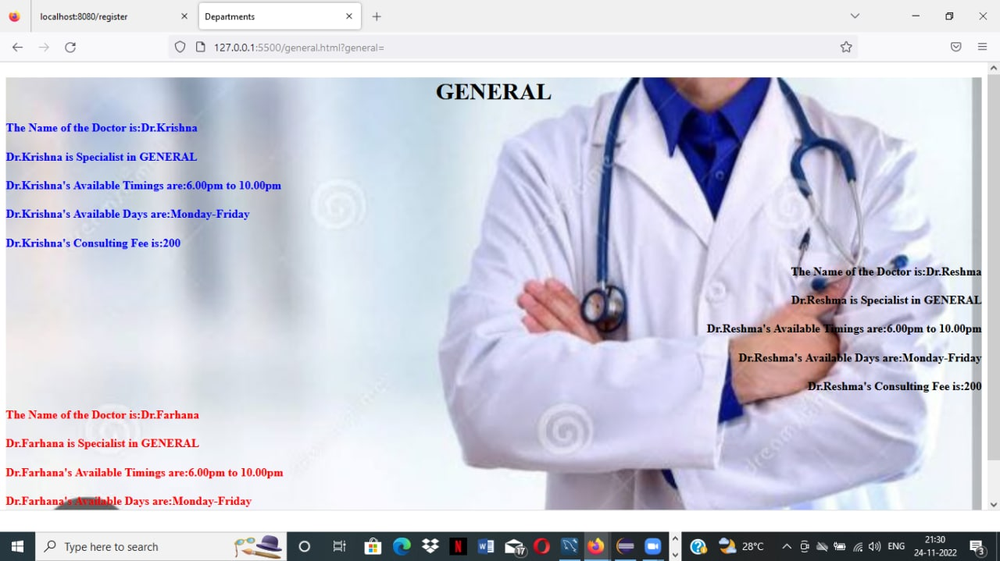 localhost:8080/register
Departments
127.0.0.1:5500/general.html?general=
GENERAL
The Name of the Doctor is:Dr.Krishna
Dr.Krishna is Specialist in GENERAL
Dr.Krishna's Available Timings are:6.00pm to 10.00pm
Dr.Krishna's Available Days are:Monday-Friday
Dr.Krishna's Consulting Fee is:200
The Name of the Doctor is:Dr.Reshma
Dr.Reshma is Specialist in GENERAL
Dr.Reshma's Available Timings are:6.00pm to 10.00pm
Dr.Reshma's Available Days are:Monday-Friday
Dr.Reshma's Consulting Fee is:200
The Name of the Doctor is:Dr.Farhana
Dr.Farhana is Specialist in GENERAL
Dr.Farhana's Available Timings are:6.00pm to 10.00pm
Dr.Farhana's Available Days are:Monday-Friday
Type here to search
N
W
17
28°C
ENG
21:30
24-11-2022
3